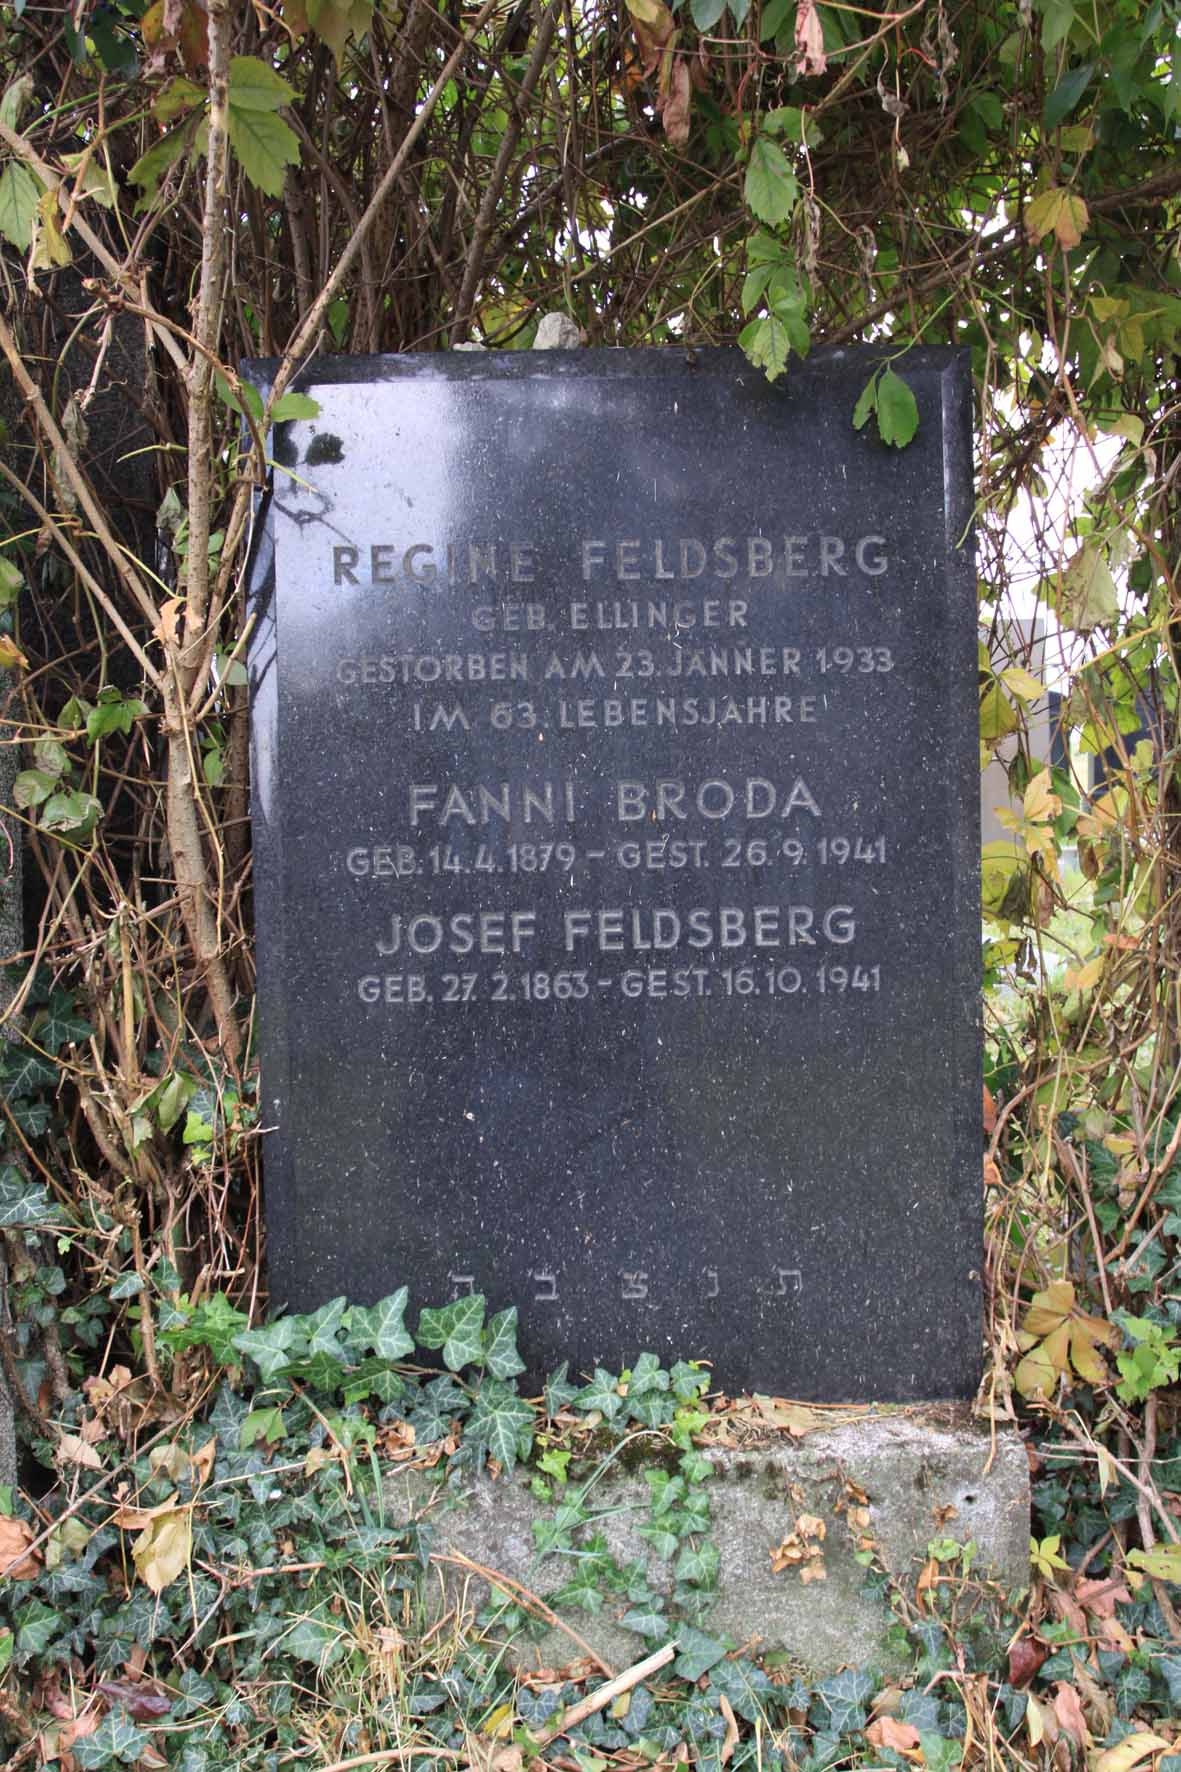 REGINE FELDSBERG
GEB. ELLINGER
GESTORBEN AM 23. JÄNNER 1933
IM 63. LEBENSJAHRE
FANNI BRODA
GEB. 14.4.1879 - GEST. 26.9.1941
JOSEF FELDSBERG
GEB. 27.2.1863 - GEST. 16.10.1941
ת נ צ ב ה